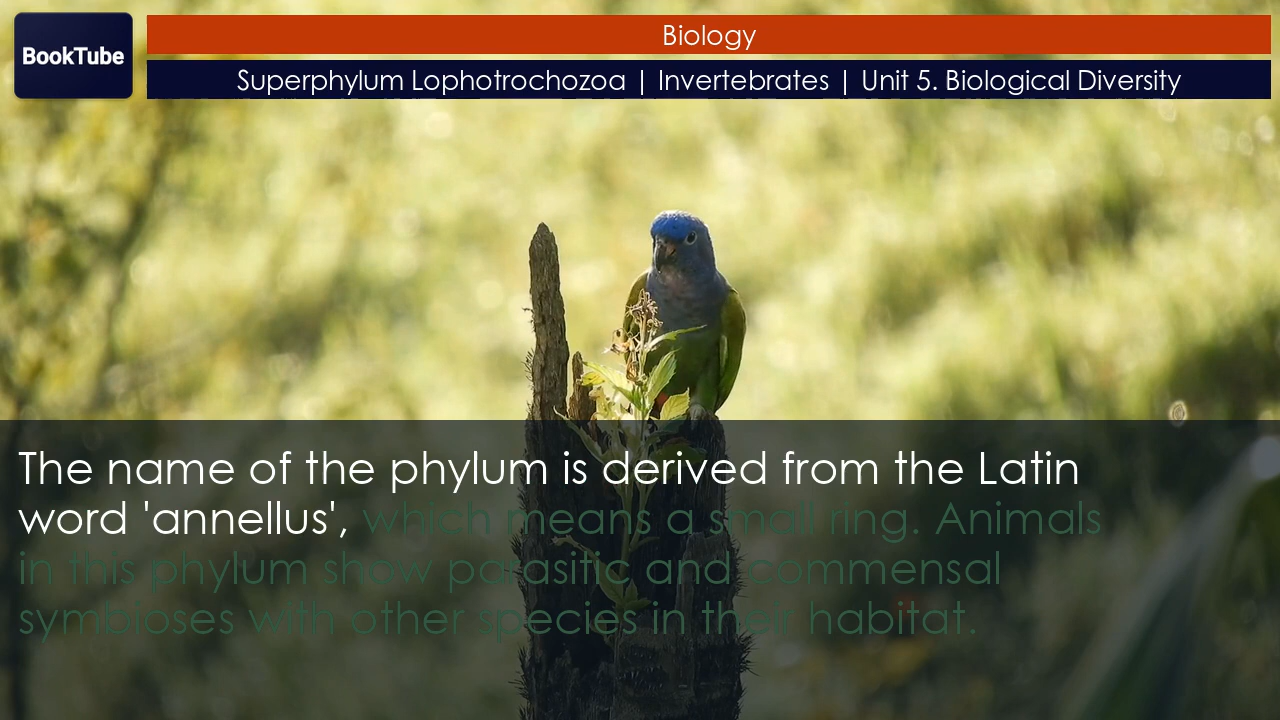 BookTube
Biology
Superphylum Lophotrochozoa | Invertebrates | Unit 5. Biological Diversity
The name of the phylum is derived from the Latin
word 'annellus', which means a small ring. Animals
in this phylum show parasitic and commensal
symbioses with other species in their habitat.